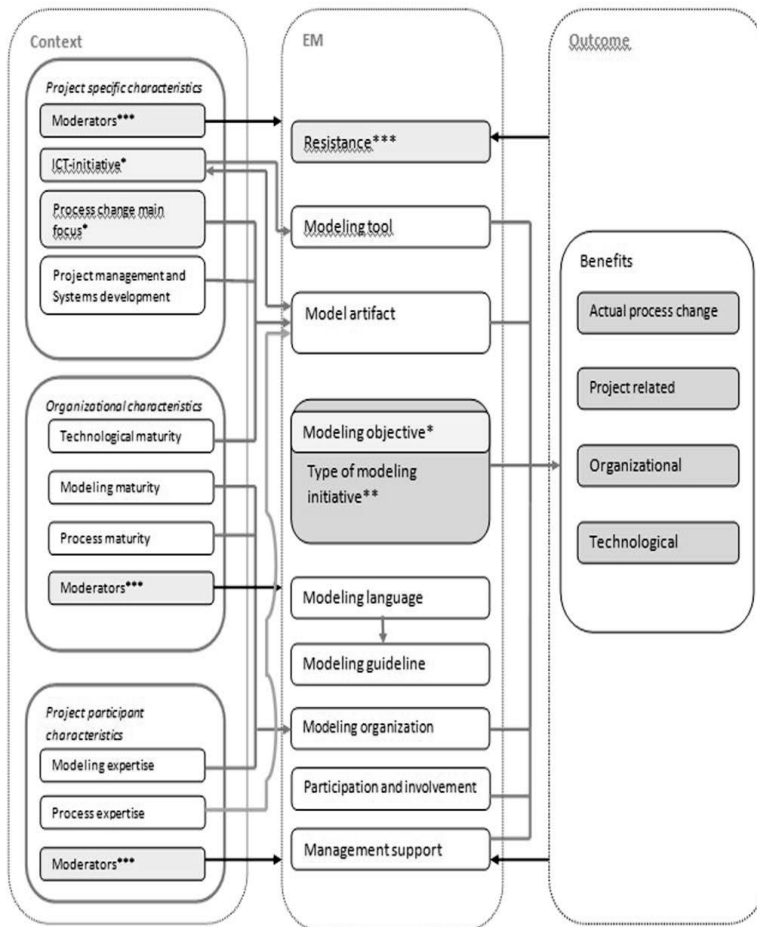 Context
Project specific characteristics
Moderators***
ICT-initiative*
Process change main
focus*
Project management and
Systems development
Organizational characteristics
Technological maturity
Modeling maturity
Process maturity
Moderators***
Project participant
characteristics
Modeling expertise
Process expertise
Moderators***
EM
Resistance***
Modeling tool
Model artifact
Modeling objective*
Type of modeling
initiative**
Modeling language
Modeling guideline
Modeling organization
Participation and involvement
Management support
Outcome
Benefits
Actual process change
Project related
Organizational
Technological